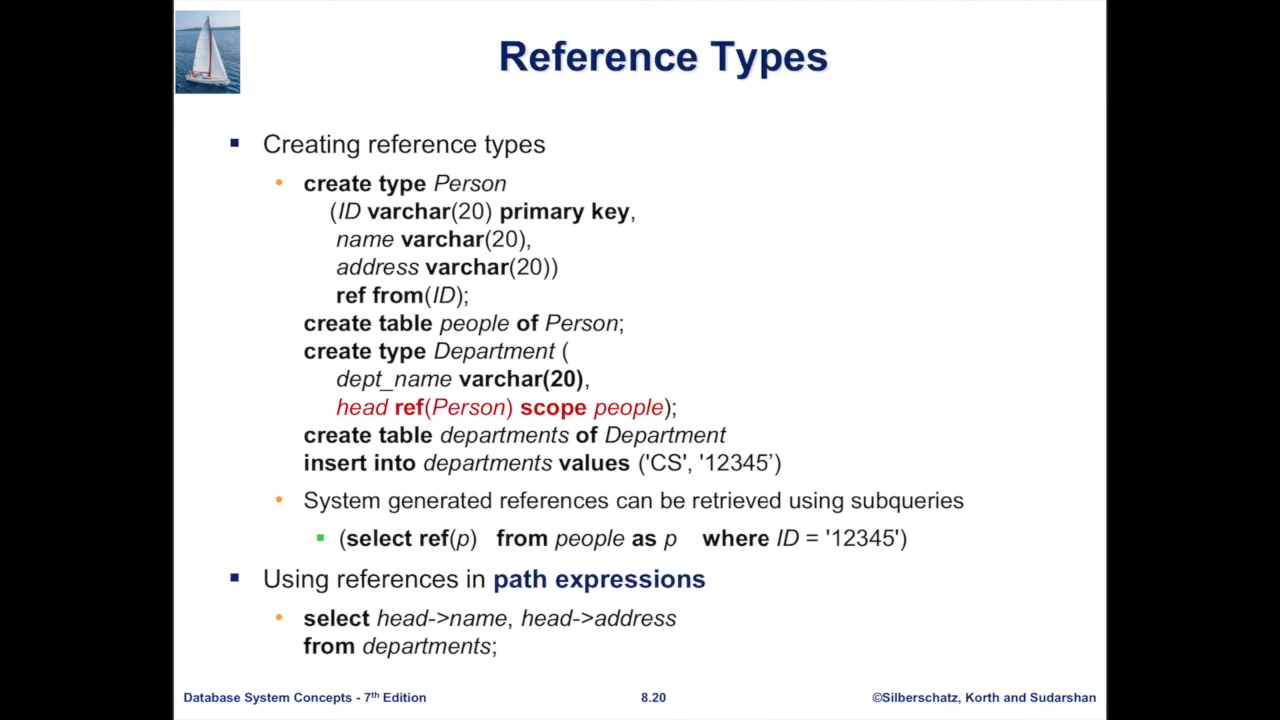 Reference Types
Creating reference types
create type Person
(ID varchar(20) primary key,
name varchar(20),
address varchar(20))
ref from(ID);
create table people of Person;
create type Department (
dept_name varchar(20),
head ref(Person) scope people);
create table departments of Department
insert into departments values ('CS', '12345’)
System generated references can be retrieved using subqueries
(select ref(p) from people as p where ID = '12345')
Using references in path expressions
select head->name, head->address
from departments;
Database System Concepts - 7th Edition
8.20
©Silberschatz, Korth and Sudarshan